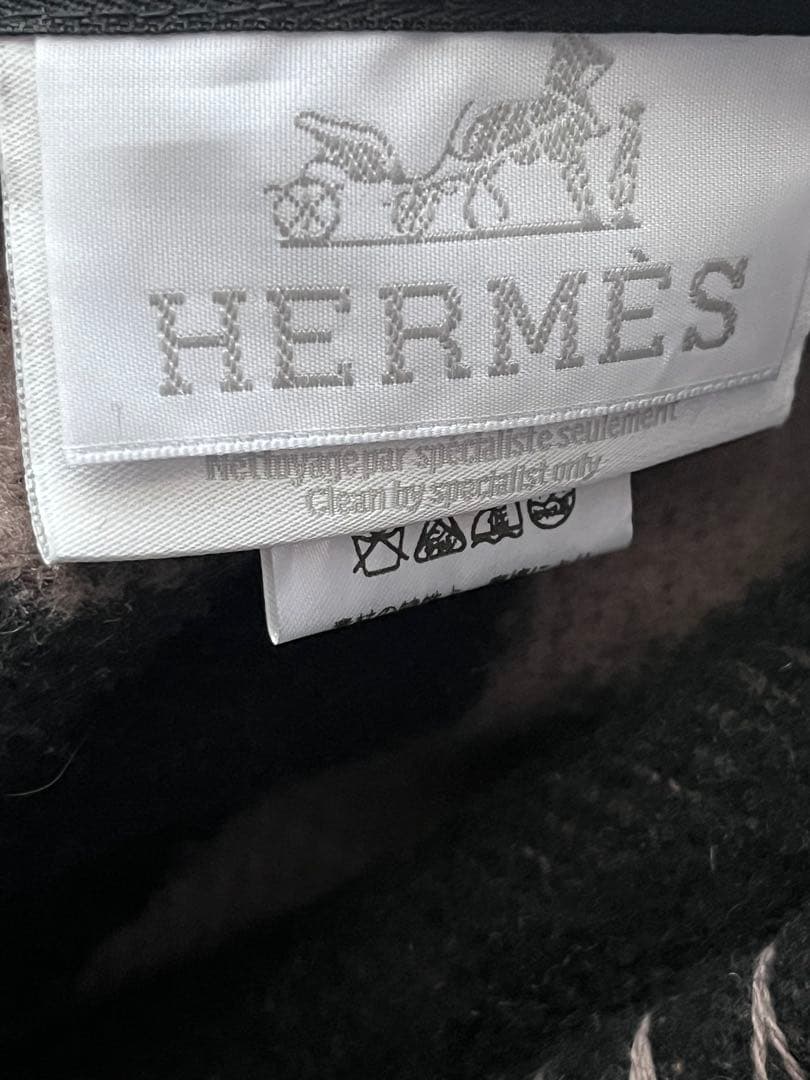 HERMÈS
Nettoyage par spécialiste seulement
Clean by specialist only